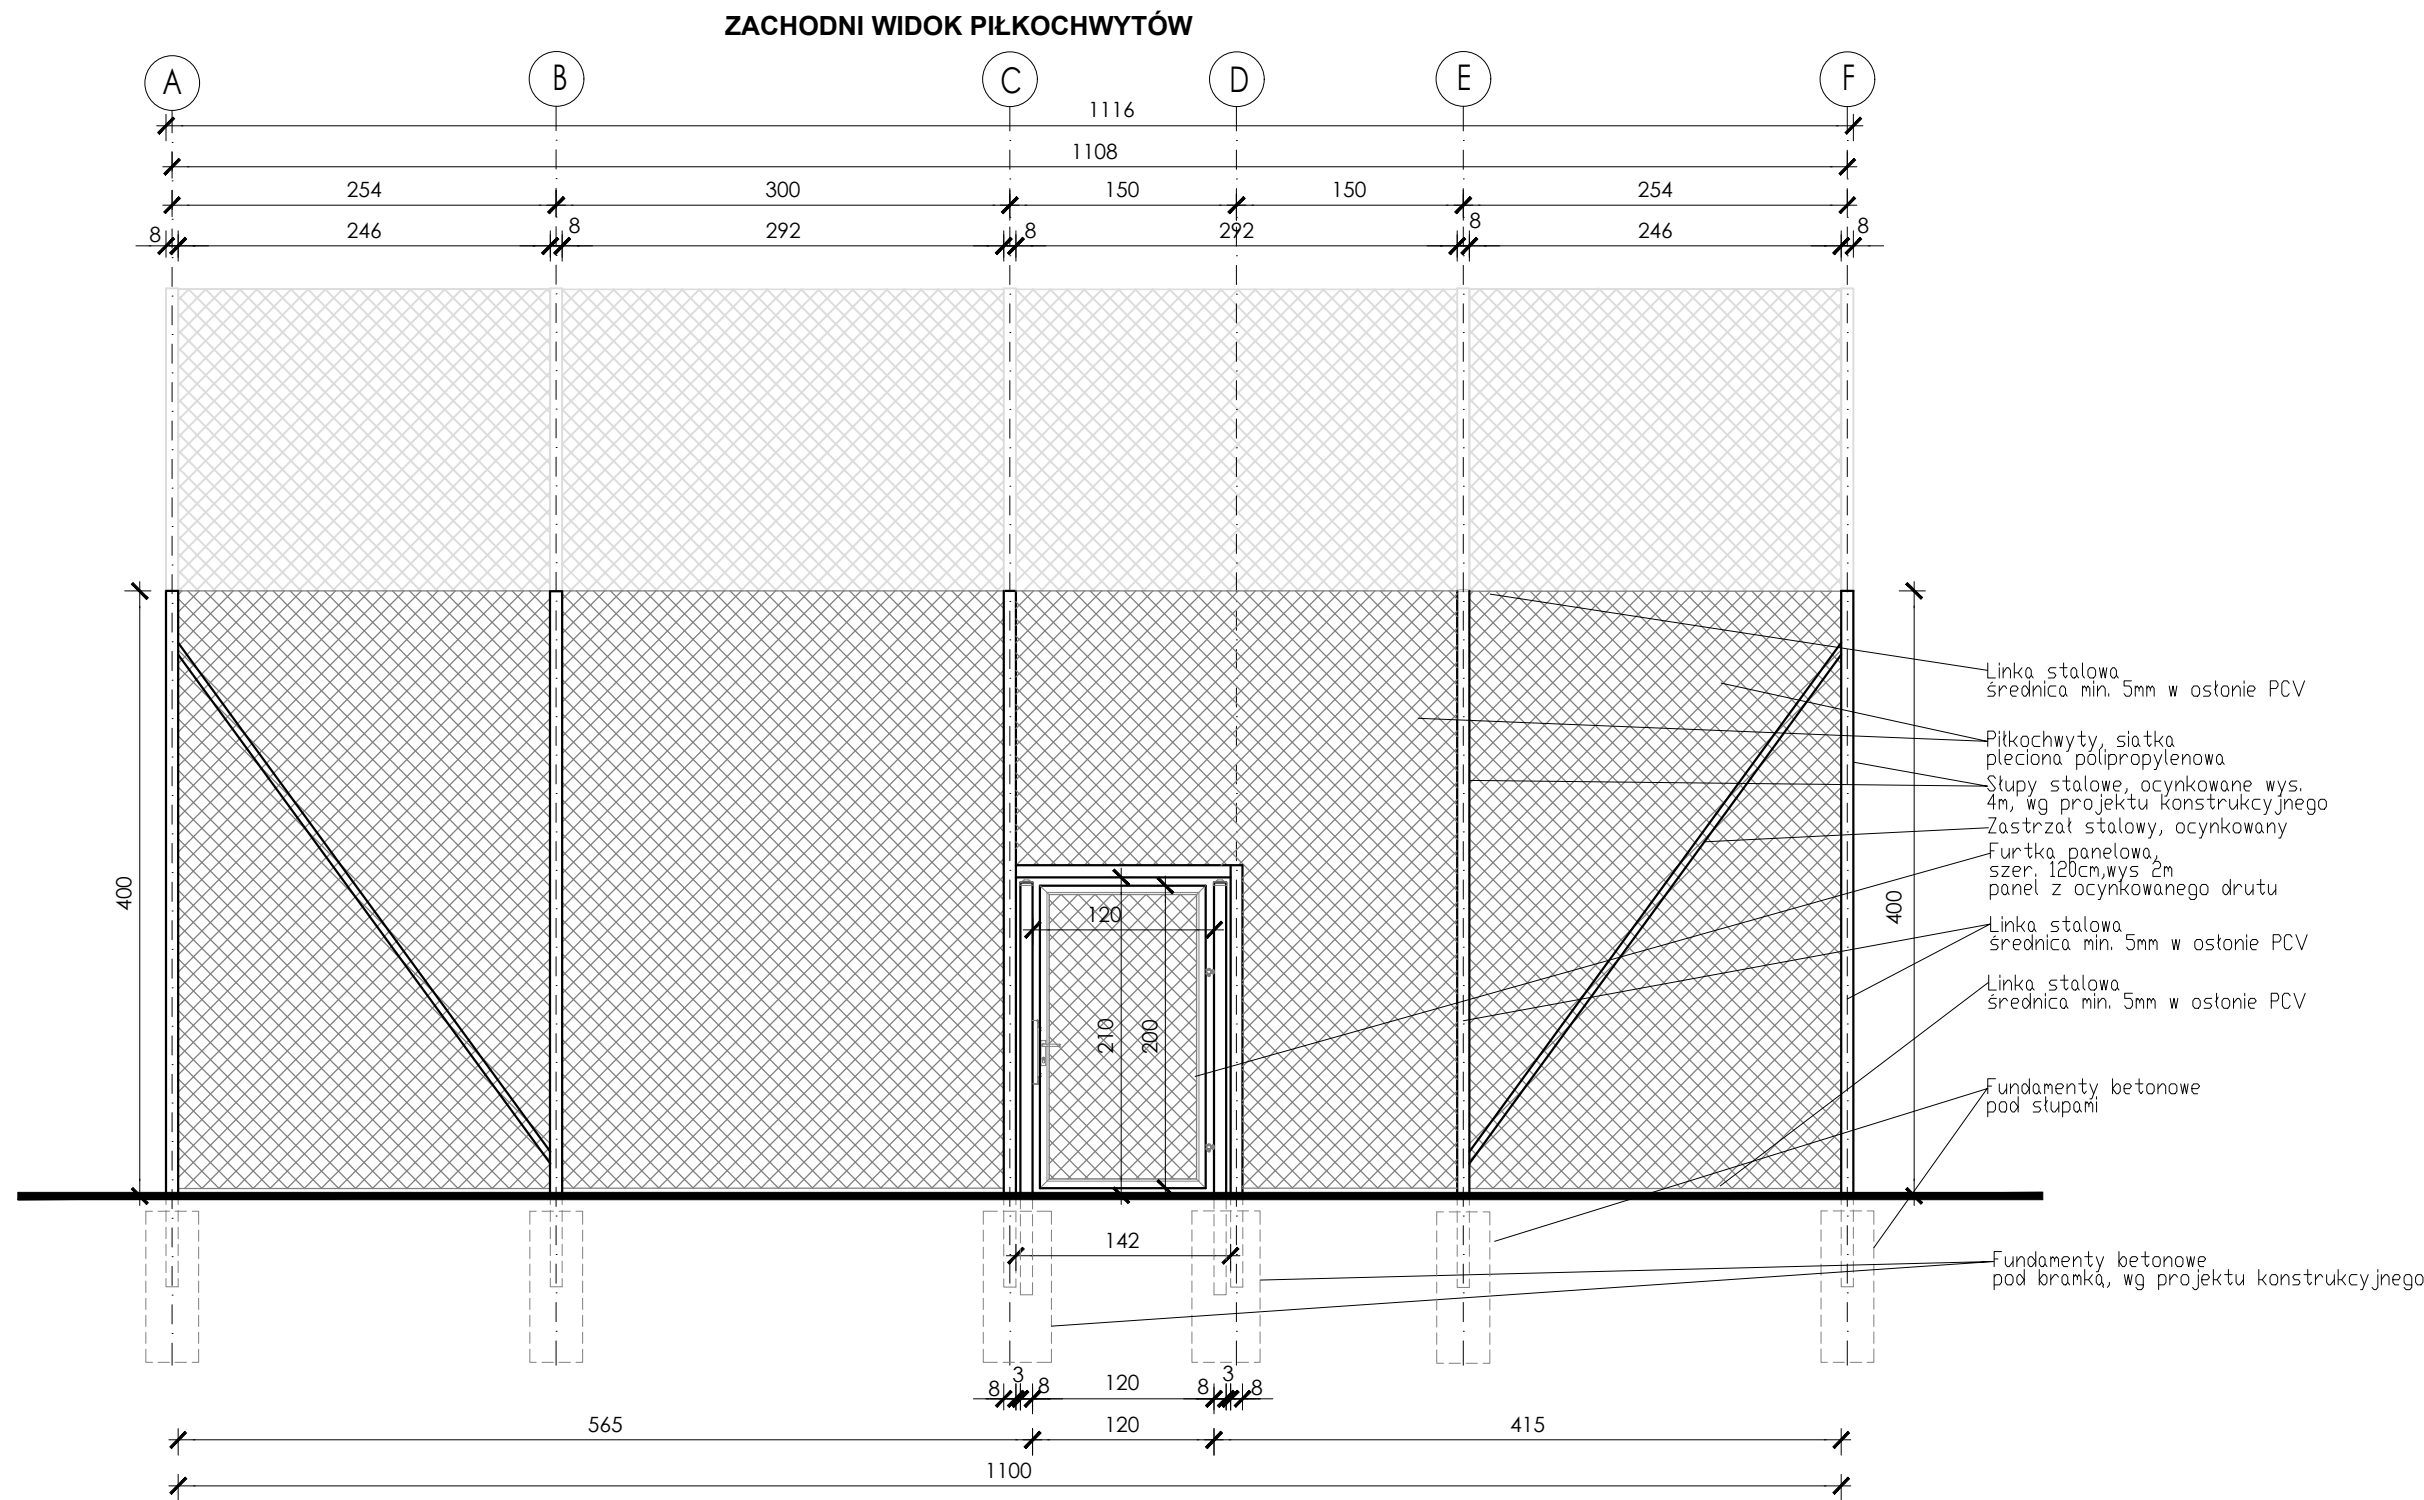 ZACHODNI WIDOK PIŁKOCHWYTÓW
A B C D E F
1116
1108
254 300 150 150 254
8 246 8 292 8 292 8 246 8
Linka stalowa
średnica min. 5mm w osłonie PCV
Piłkochwyty, siatka
pleciona polipropylenowa
Słupy stalowe, ocynkowane wys.
4m, wg projektu konstrukcyjnego
Zastrzał stalowy, ocynkowany
Furtka panelowa,
szer. 120cm,wys 2m
panel z ocynkowanego drutu
400
120
400
Linka stalowa
średnica min. 5mm w osłonie PCV
210 200
Linka stalowa
średnica min. 5mm w osłonie PCV
Fundamenty betonowe
pod słupami
142
Fundamenty betonowe
pod bramką, wg projektu konstrukcyjnego
8 3 8 120 8 3 8
565 120 415
1100